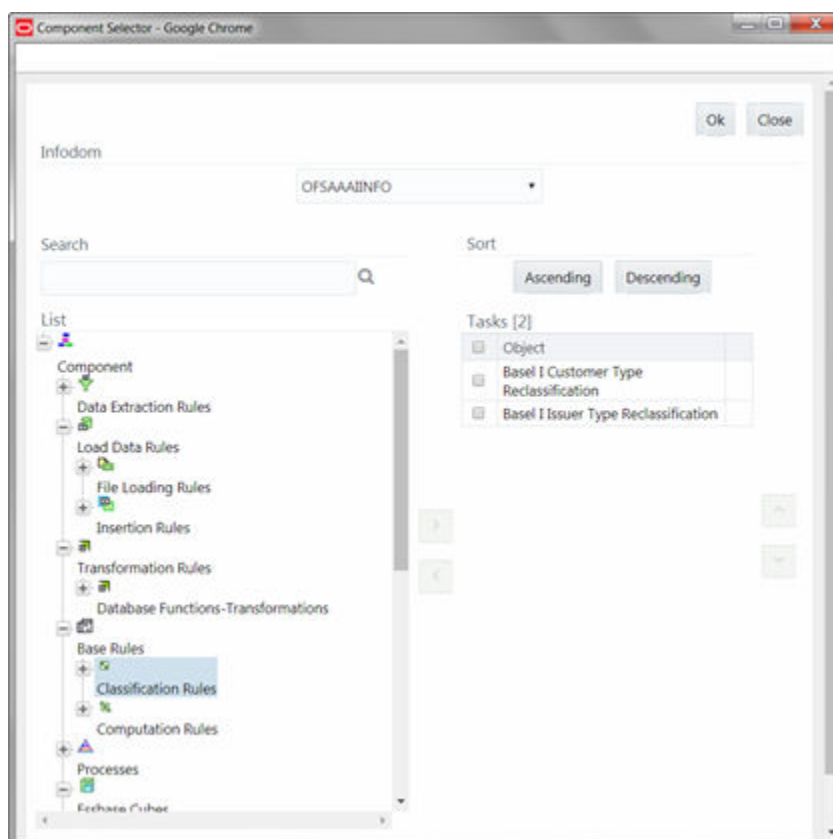 Component Selector - Google Chrome
Ok
Close
Infodom
OFSAAAIINFO
Search
Sort
Ascending
Descending
List
Tasks [2]
Component
Object
Data Extraction Rules
Basel I Customer Type
Reclassification
Load Data Rules
Basel I Issuer Type Reclassification
File Loading Rules
Insertion Rules
Transformation Rules
Database Functions-Transformations
Base Rules
Classification Rules
Computation Rules
Processes
Essbase Cubes